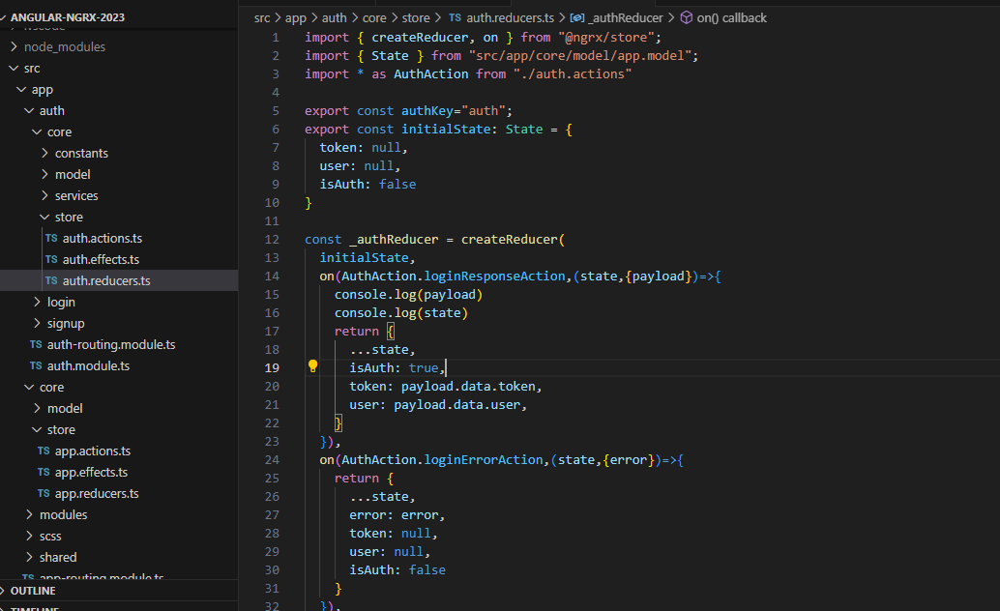 ANGULAR-NGRX-2023
.vscode
node_modules
src
app
auth
core
constants
model
services
store
TS auth.actions.ts
TS auth.effects.ts
TS auth.reducers.ts
login
signup
TS auth-routing.module.ts
TS auth.module.ts
core
model
store
TS app.actions.ts
TS app.effects.ts
TS app.reducers.ts
modules
scss
shared
TS app-routing.module.ts
OUTLINE
TIMELINE
src > app > auth > core > store > TS auth.reducers.ts > _authReducer > on() callback
1 import { createReducer, on } from "@ngrx/store";
2 import { State } from "src/app/core/model/app.model";
3 import * as AuthAction from "./auth.actions"
4
5 export const authKey="auth";
6 export const initialState: State = {
7 token: null,
8 user: null,
9 isAuth: false
10 }
11
12 const _authReducer = createReducer(
13 initialState,
14 on(AuthAction.loginResponseAction,(state,{payload})=>{
15 console.log(payload)
16 console.log(state)
17 return {
18 ...state,
19 isAuth: true,
20 token: payload.data.token,
21 user: payload.data.user,
22 }
23 }),
24 on(AuthAction.loginErrorAction,(state,{error})=>{
25 return {
26 ...state,
27 error: error,
28 token: null,
29 user: null,
30 isAuth: false
31 }
32 }),